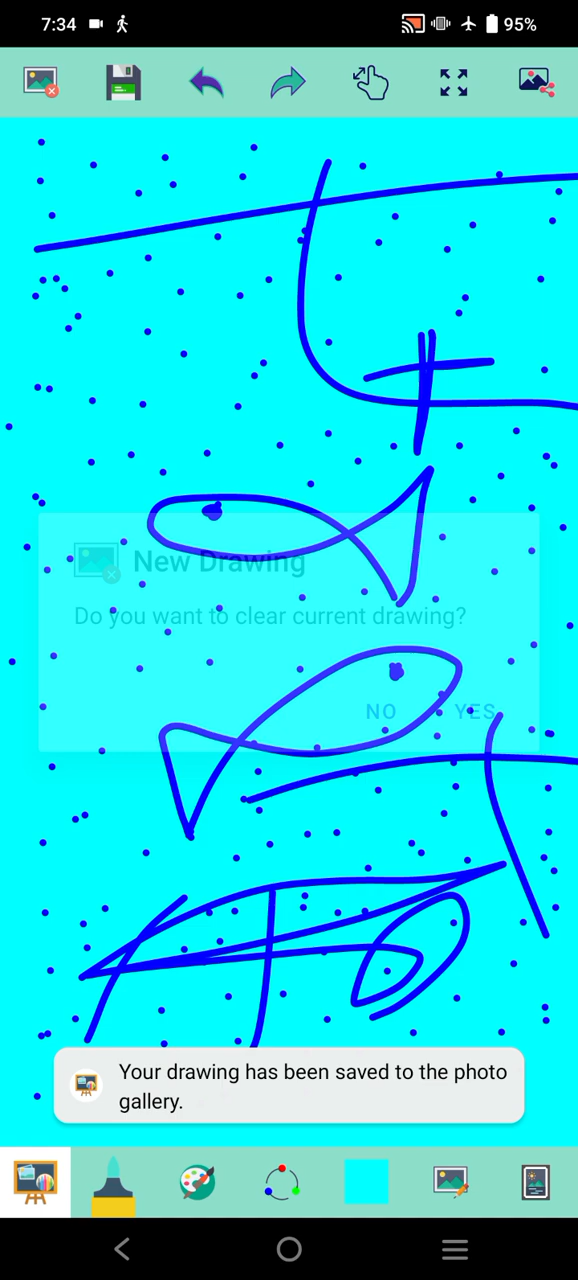 7:34
95%
New Drawing
Do you want to clear current drawing?
NO YES
Your drawing has been saved to the photo
gallery.